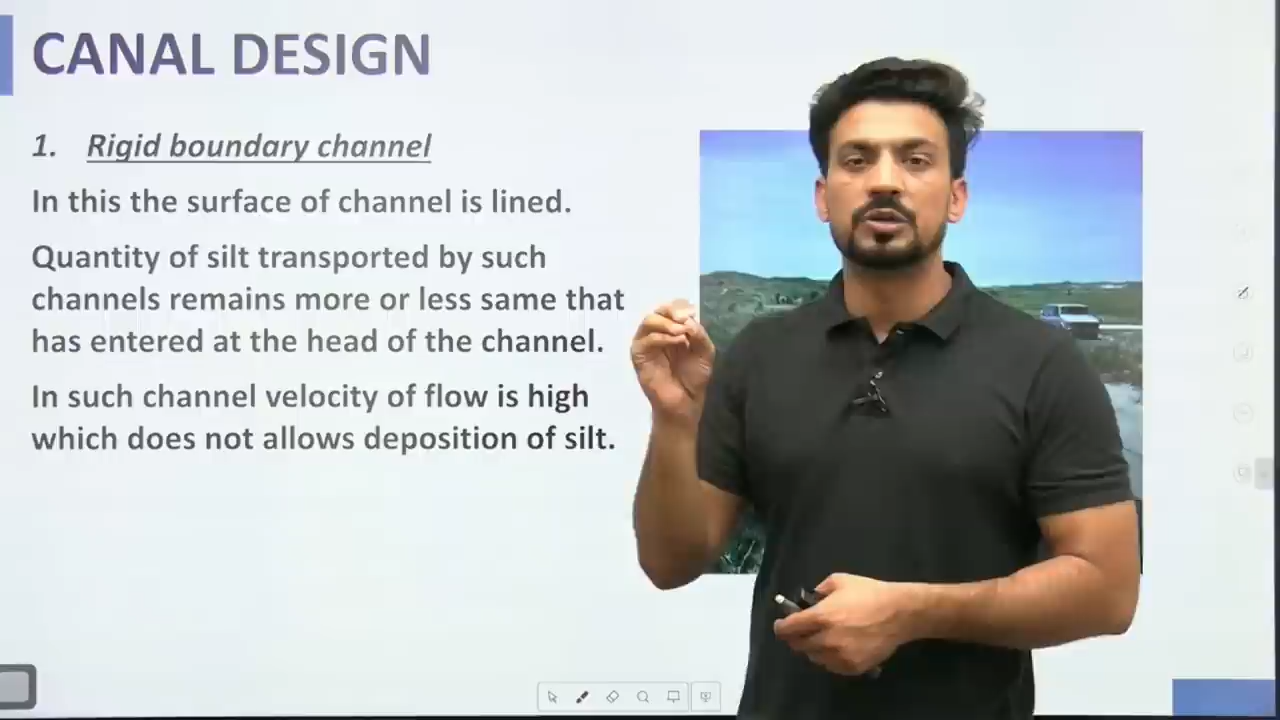 CANAL DESIGN
1. Rigid boundary channel
In this the surface of channel is lined.
Quantity of silt transported by such
channels remains more or less same that
has entered at the head of the channel.
In such channel velocity of flow is high
which does not allows deposition of silt.